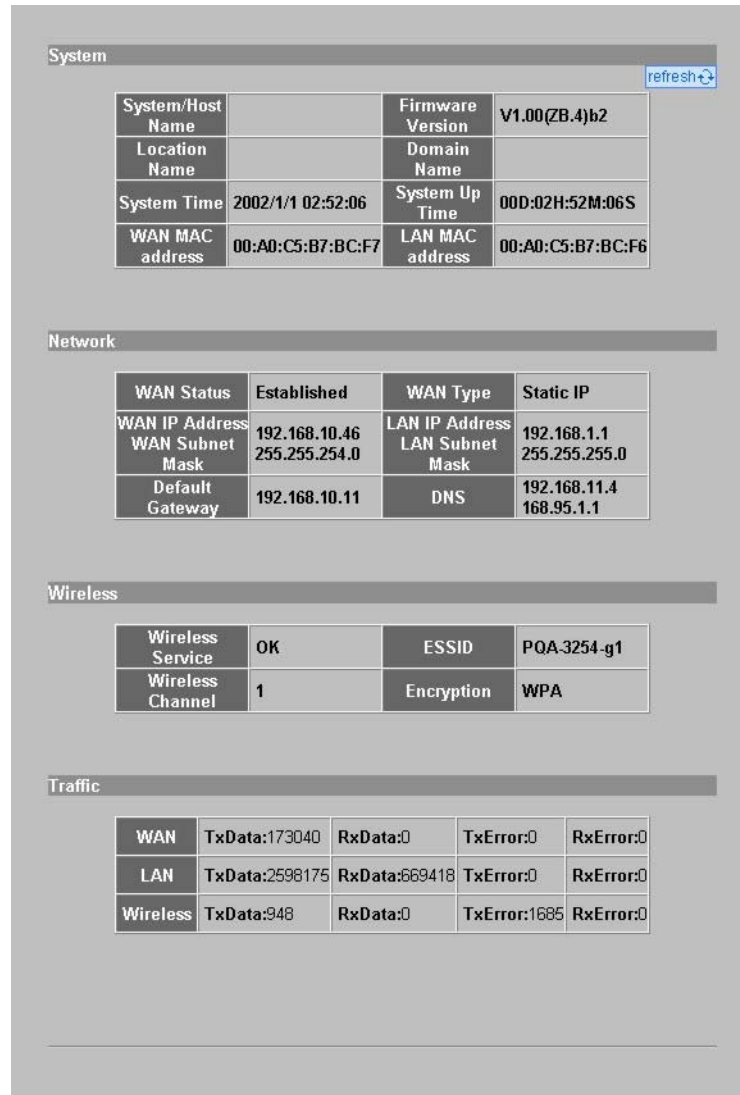 System
refresh
System/Host Name
Firmware Version V1.00(ZB.4)b2
Location Name
Domain Name
System Time 2002/1/1 02:52:06 System Up Time 00D:02H:52M:06S
WAN MAC address 00:A0:C5:B7:BC:F7 LAN MAC address 00:A0:C5:B7:BC:F6
Network
WAN Status Established WAN Type Static IP
WAN IP Address
WAN Subnet Mask
192.168.10.46
255.255.254.0
LAN IP Address
LAN Subnet Mask
192.168.1.1
255.255.255.0
Default Gateway 192.168.10.11 DNS 192.168.11.4
168.95.1.1
Wireless
Wireless Service OK ESSID PQA-3254-g1
Wireless Channel 1 Encryption WPA
Traffic
WAN TxData:173040 RxData:0 TxError:0 RxError:0
LAN TxData:2598175 RxData:669418 TxError:0 RxError:0
Wireless TxData:948 RxData:0 TxError:1685 RxError:0